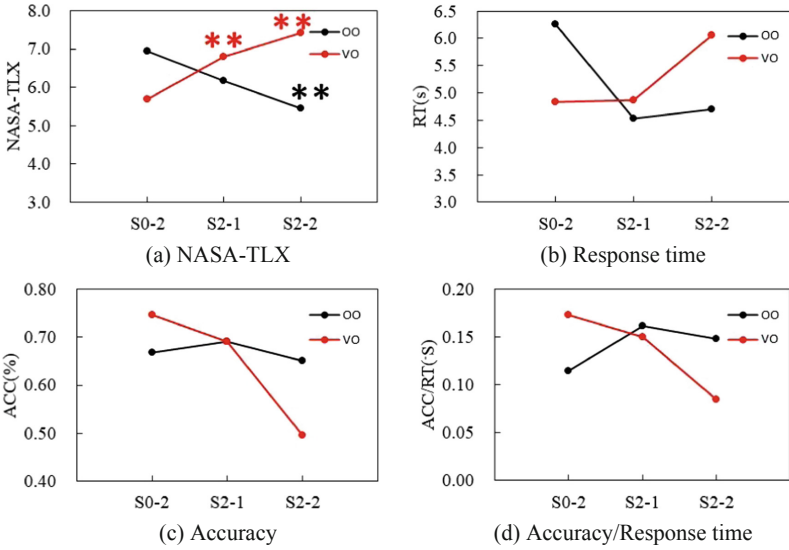 8.0
7.0
6.0
5.0
4.0
3.0
NASA-TLX
** **
**
OO
VO
S0-2 S2-1 S2-2
(a) NASA-TLX
6.5
6.0
5.5
5.0
4.5
4.0
3.5
3.0
RT(s)
OO
VO
S0-2 S2-1 S2-2
(b) Response time
0.80
0.70
0.60
0.50
0.40
ACC(%)
OO
VO
S0-2 S2-1 S2-2
(c) Accuracy
0.20
0.15
0.10
0.05
0.00
ACC/RT(·S)
OO
VO
S0-2 S2-1 S2-2
(d) Accuracy/Response time